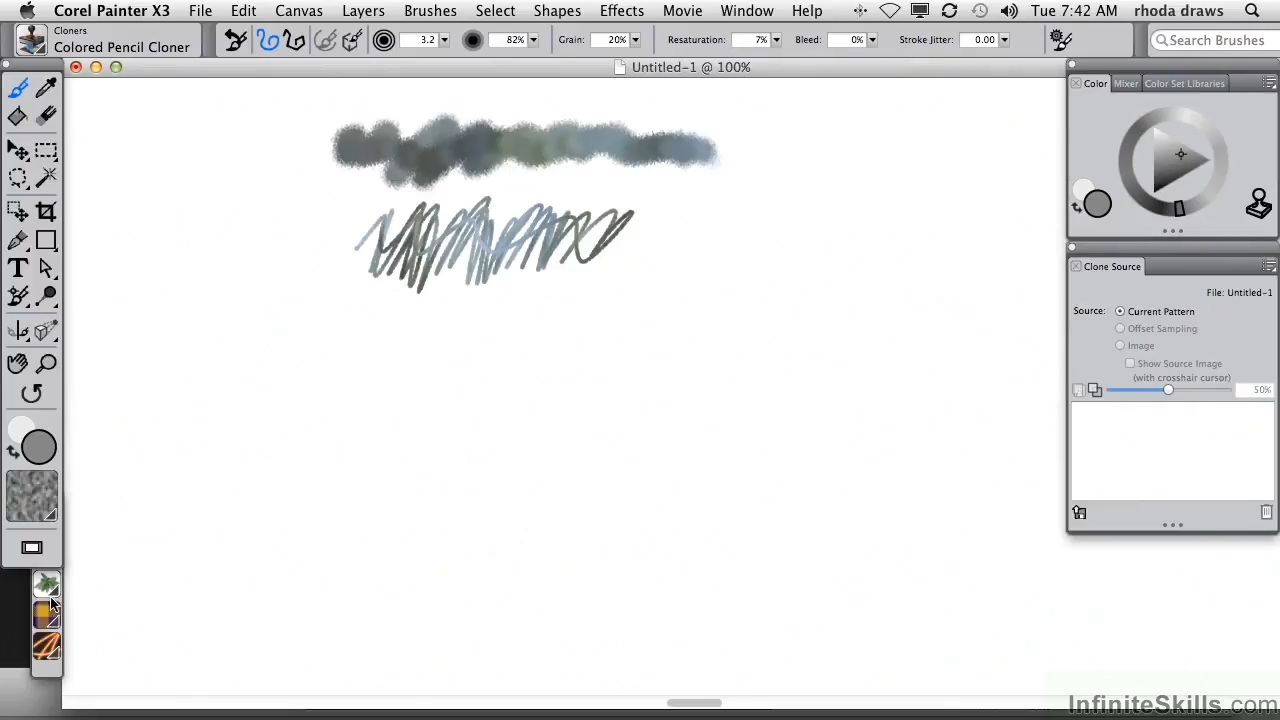 Corel Painter X3 File Edit Canvas Layers Brushes Select Shapes Effects Movie Window Help Tue 7:42 AM rhoda draws
Cloners
Colored Pencil Cloner
3.2 82% Grain: 20% Resaturation: 7% Bleed: 0% Stroke Jitter: 0.00 Search Brushes
Untitled-1 @ 100%
Color Mixer Color Set Libraries
T
Clone Source
File: Untitled-1
Source: Current Pattern
Offset Sampling
Image
Show Source Image
(with crosshair cursor)
50%
InfiniteSkills.com